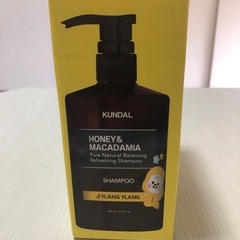 KUNDAL
HONEY&
MACADAMIA
Pure Natural Balancing
Refreshing Shampoo
SHAMPOO
YLANG YLANG